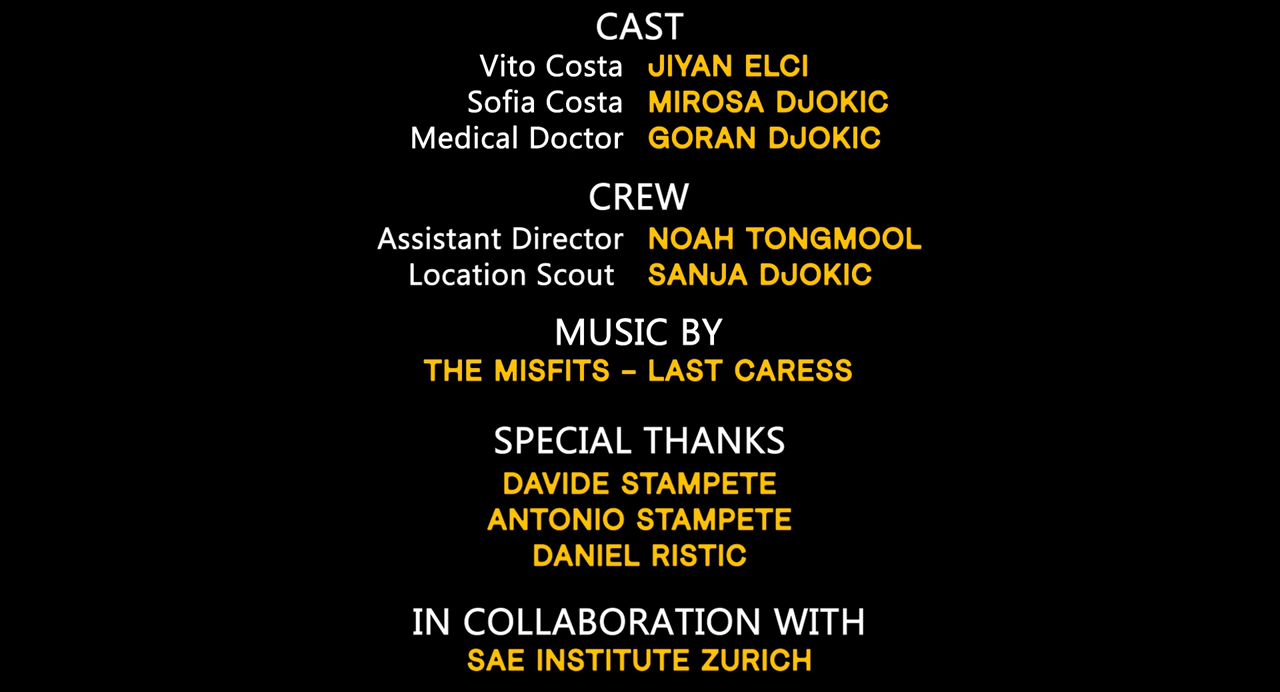 CAST
Vito Costa JIYAN ELCI
Sofia Costa MIROSA DJOKIC
Medical Doctor GORAN DJOKIC
CREW
Assistant Director NOAH TONGMOOL
Location Scout SANJA DJOKIC
MUSIC BY
THE MISFITS – LAST CARESS
SPECIAL THANKS
DAVIDE STAMPETE
ANTONIO STAMPETE
DANIEL RISTIC
IN COLLABORATION WITH
SAE INSTITUTE ZURICH